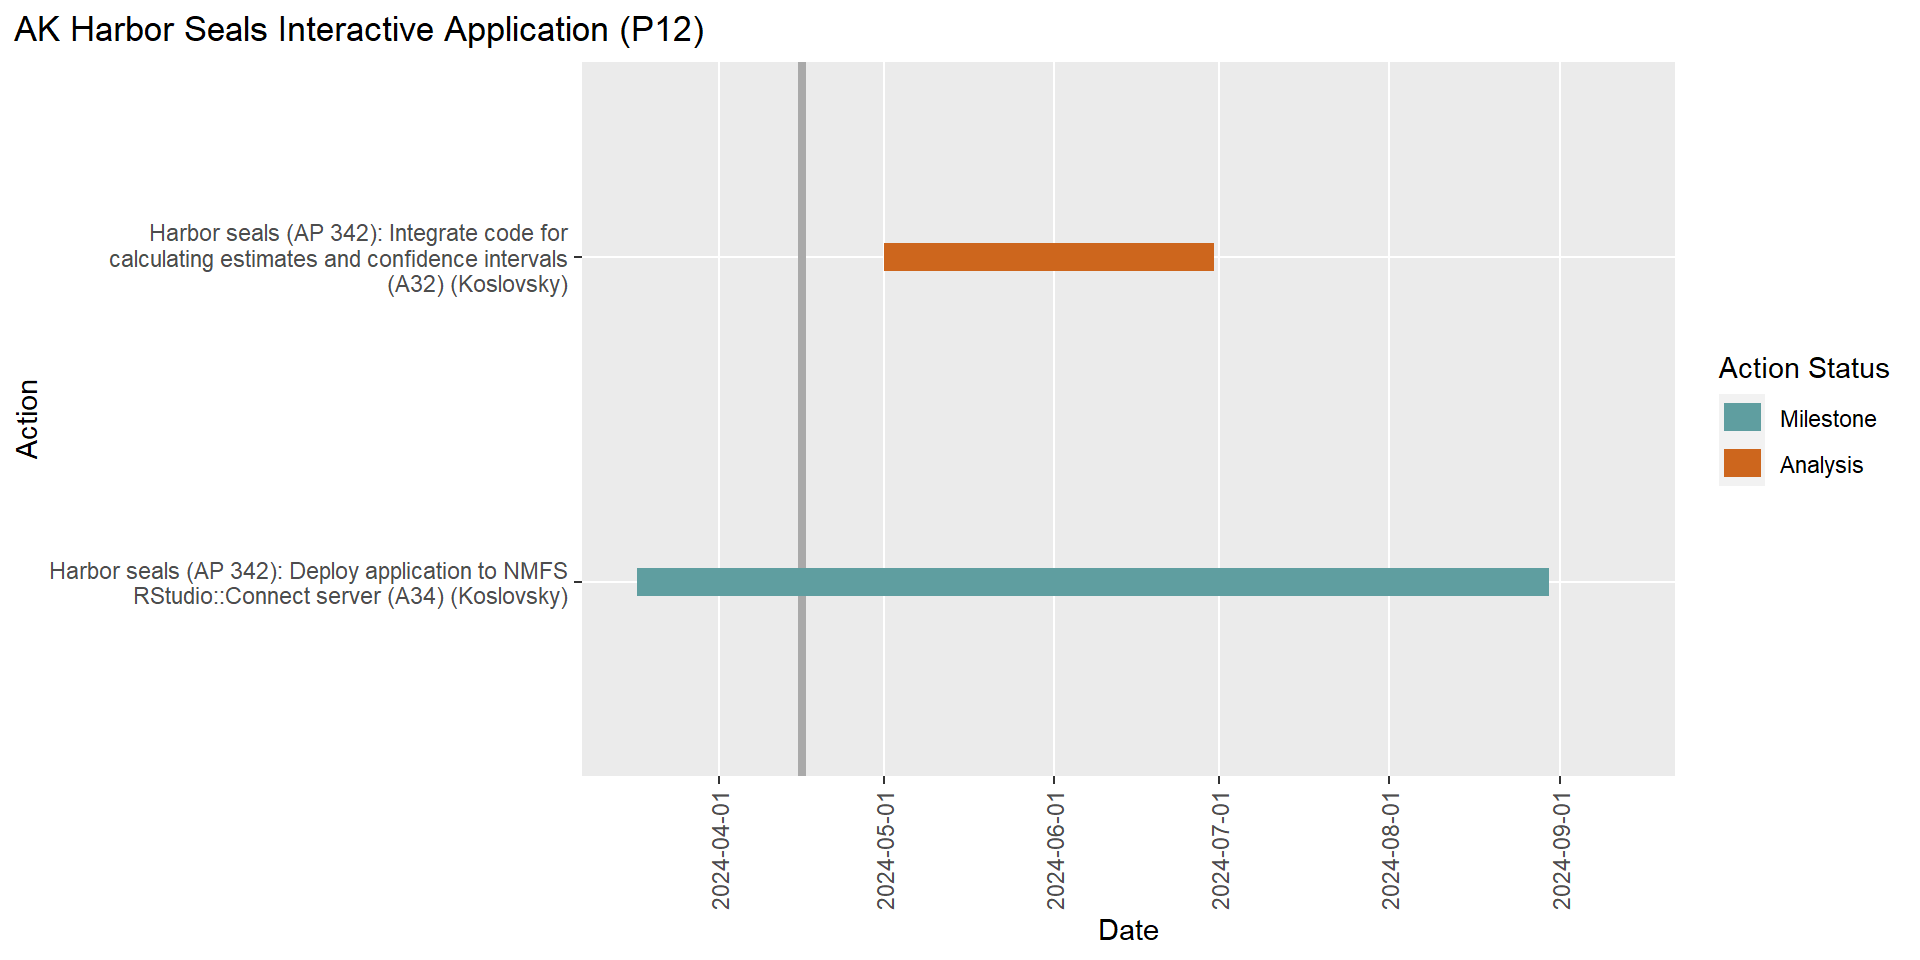 AK Harbor Seals Interactive Application (P12)
Harbor seals (AP 342): Integrate code for
calculating estimates and confidence intervals
(A32) (Koslovsky)
Action
Harbor seals (AP 342): Deploy application to NMFS
RStudio::Connect server (A34) (Koslovsky)
Action Status
Milestone
Analysis
2024-04-01
2024-05-01
2024-06-01
2024-07-01
2024-08-01
2024-09-01
Date